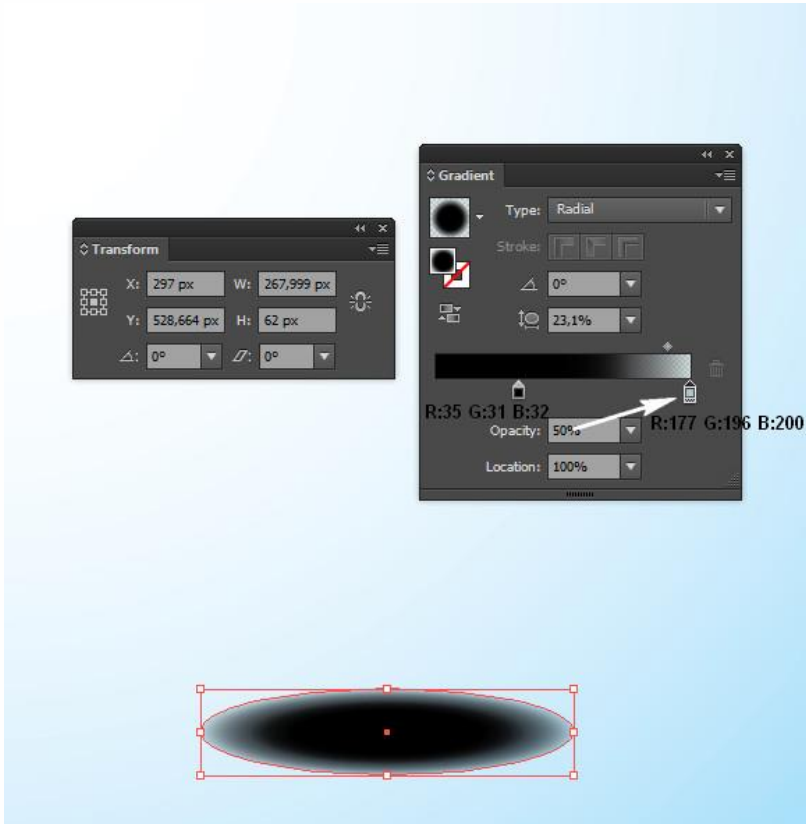 Transform
X: 297 px W: 267,999 px
Y: 528,664 px H: 62 px
0° 0°
Gradient
Type: Radial
Stroke:
0°
23,1%
R:35 G:31 B:32
R:177 G:196 B:200
Opacity: 50%
Location: 100%